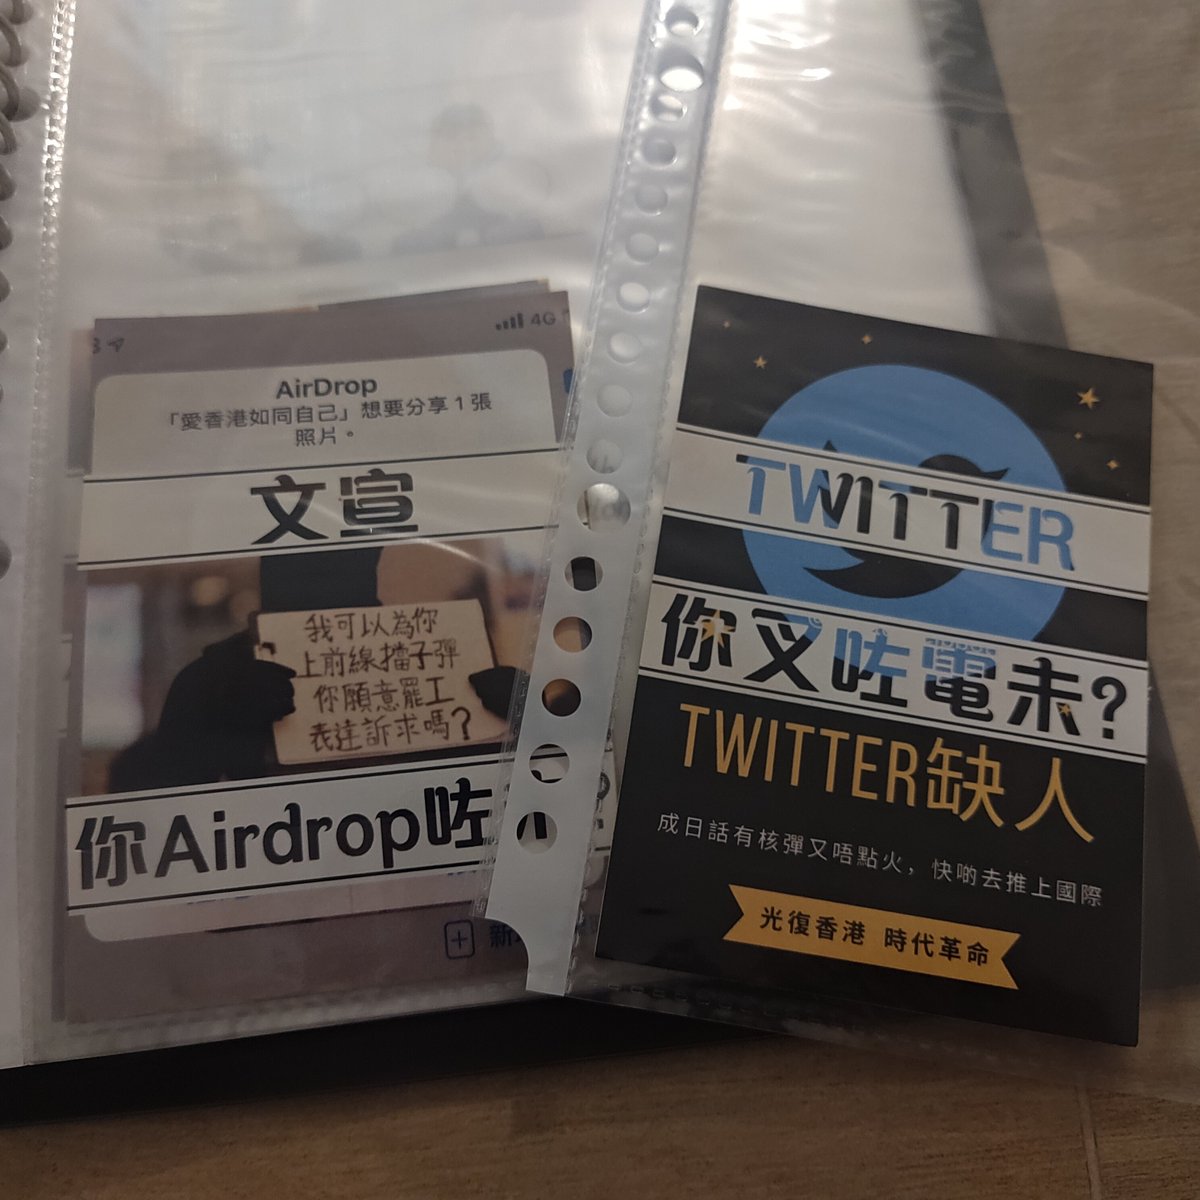 4G
AirDrop
「愛香港如同自己」想要分享 1 張
照片。
文宣
我可以為你
上前線擋子彈
你願意罷工
表達訴求嗎？
你Airdrop咗
新
TWITTER
你叉咗電未?
TWITTER缺人
成日話有核彈又唔點火，快啲去推上國際
光復香港 時代革命